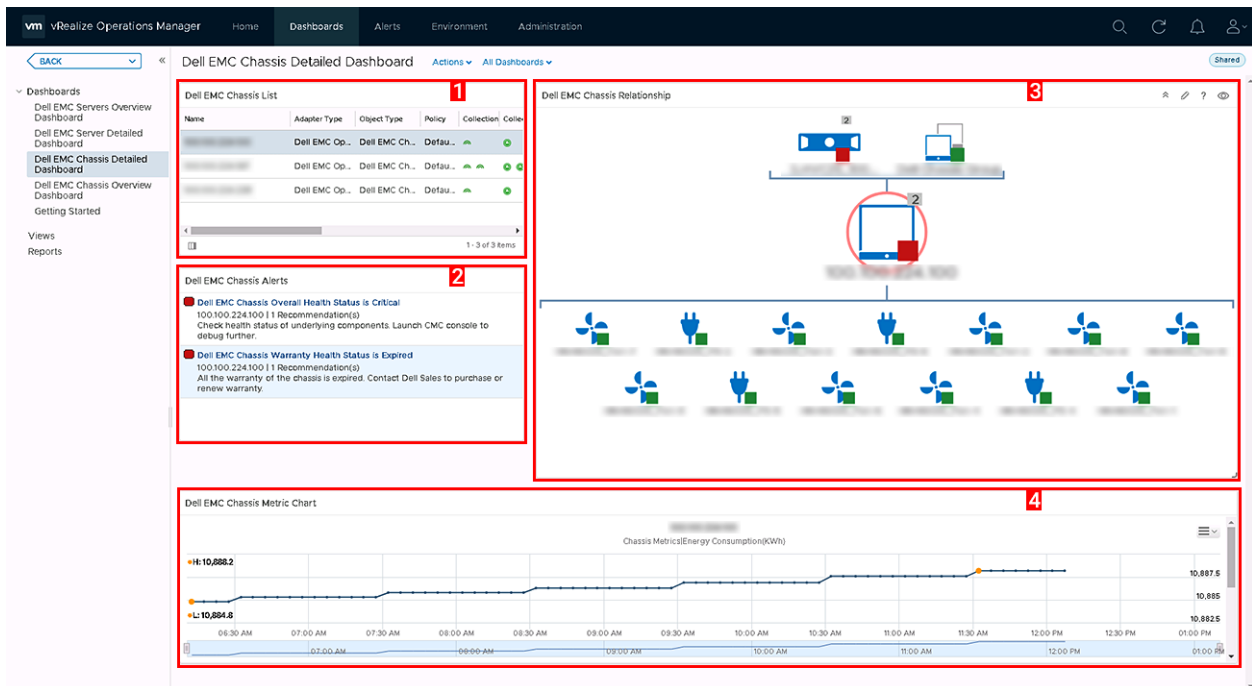 vm vRealize Operations Manager Home Dashboards Alerts Environment Administration
BACK
Dell EMC Chassis Detailed Dashboard Actions All Dashboards Shared
Dashboards
Dell EMC Servers Overview
Dashboard
Dell EMC Server Detailed
Dashboard
Dell EMC Chassis Detailed
Dashboard
Dell EMC Chassis Overview
Dashboard
Getting Started
Views
Reports
Dell EMC Chassis List 1
Name Adapter Type Object Type Policy Collection Colle
Dell EMC Op... Dell EMC Ch... Defau...
Dell EMC Op... Dell EMC Ch... Defau...
Dell EMC Op... Dell EMC Ch... Defau...
1 - 3 of 3 items
Dell EMC Chassis Alerts 2
Dell EMC Chassis Overall Health Status is Critical
100.100.224.100 | 1 Recommendation(s)
Check health status of underlying components. Launch CMC console to
debug further.
Dell EMC Chassis Warranty Health Status is Expired
100.100.224.100 | 1 Recommendation(s)
All the warranty of the chassis is expired. Contact Dell Sales to purchase or
renew warranty.
Dell EMC Chassis Relationship 3
?
2
2
100.100.224.100
Dell EMC Chassis Metric Chart 4
Chassis Metrics|Energy Consumption(KWh)
H: 10,888.2
10,887.5
10,885
L: 10,884.8
10,882.5
06:30 AM 07:00 AM 07:30 AM 08:00 AM 08:30 AM 09:00 AM 09:30 AM 10:00 AM 10:30 AM 11:00 AM 11:30 AM 12:00 PM 12:30 PM 01:00 PM
07:00 AM 08:00 AM 09:00 AM 10:00 AM 11:00 AM 12:00 PM 01:00 PM